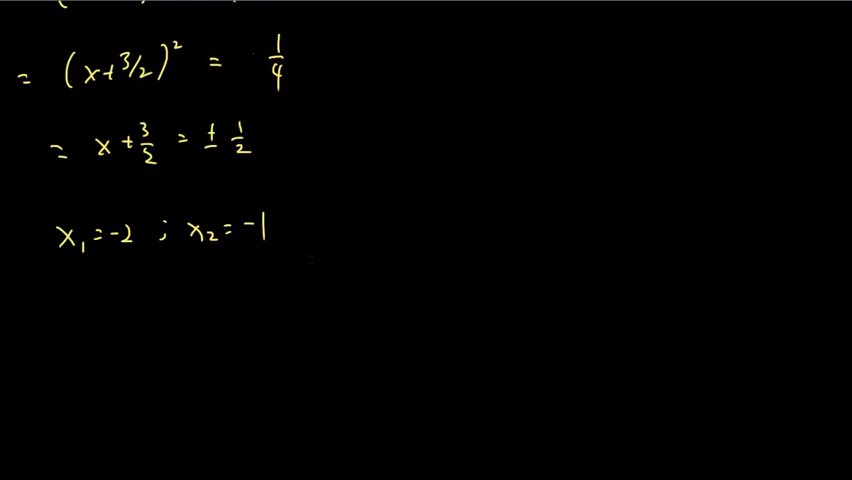 = (x+3/2)² = 1/4
= x + 3/2 = ± 1/2
x₁ = -2 ; x₂ = -1